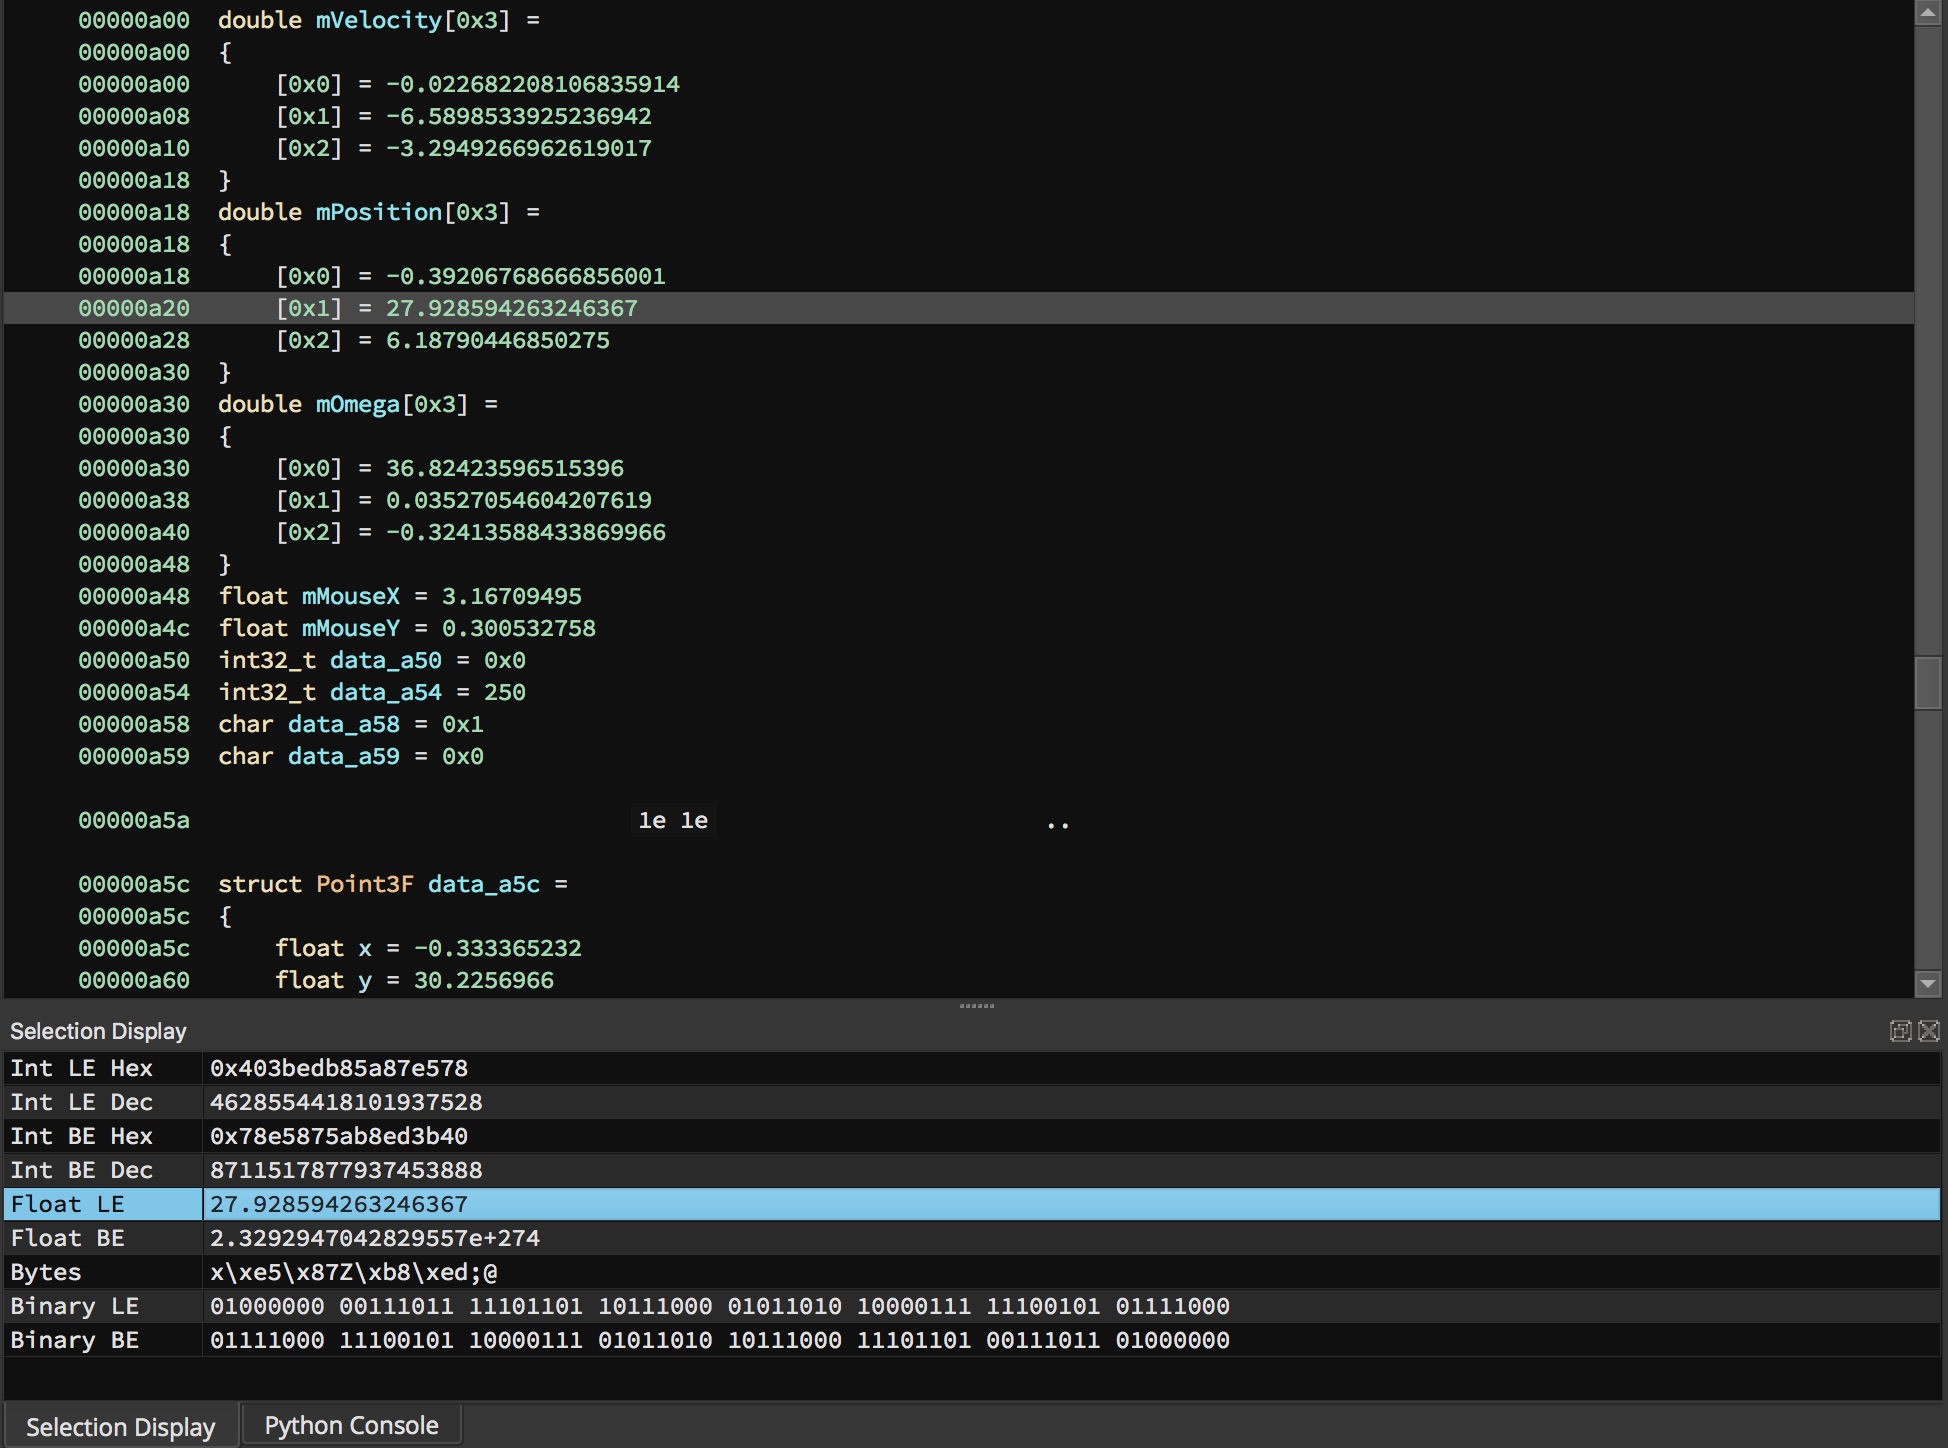 00000a00 double mVelocity[0x3] =
00000a00 {
00000a00 [0x0] = -0.022682208106835914
00000a08 [0x1] = -6.5898533925236942
00000a10 [0x2] = -3.2949266962619017
00000a18 }
00000a18 double mPosition[0x3] =
00000a18 {
00000a18 [0x0] = -0.39206768666856001
00000a20 [0x1] = 27.928594263246367
00000a28 [0x2] = 6.18790446850275
00000a30 }
00000a30 double mOmega[0x3] =
00000a30 {
00000a30 [0x0] = 36.82423596515396
00000a38 [0x1] = 0.03527054604207619
00000a40 [0x2] = -0.32413588433869966
00000a48 }
00000a48 float mMouseX = 3.16709495
00000a4c float mMouseY = 0.300532758
00000a50 int32_t data_a50 = 0x0
00000a54 int32_t data_a54 = 250
00000a58 char data_a58 = 0x1
00000a59 char data_a59 = 0x0
00000a5a 1e 1e ..
00000a5c struct Point3F data_a5c =
00000a5c {
00000a5c float x = -0.333365232
00000a60 float y = 30.2256966
Selection Display
Int LE Hex 0x403bedb85a87e578
Int LE Dec 4628554418101937528
Int BE Hex 0x78e5875ab8ed3b40
Int BE Dec 8711517877937453888
Float LE 27.928594263246367
Float BE 2.3292947042829557e+274
Bytes x\xe5\x87Z\xb8\xed;@
Binary LE 01000000 00111011 11101101 10111000 01011010 10000111 11100101 01111000
Binary BE 01111000 11100101 10000111 01011010 10111000 11101101 00111011 01000000
Selection Display Python Console